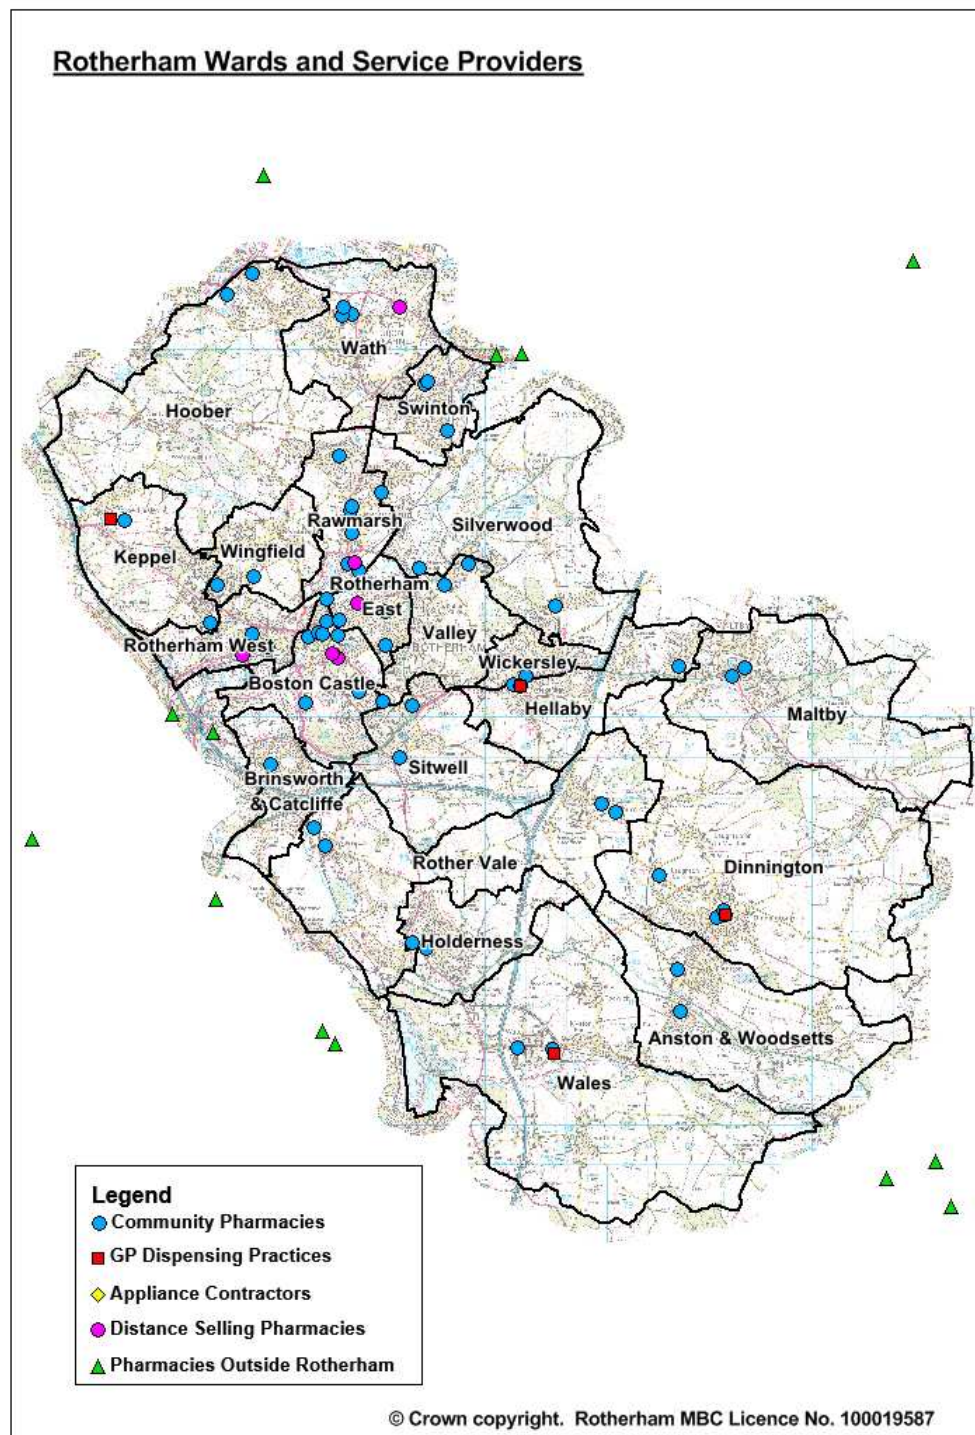 Rotherham Wards and Service Providers
Wath
Hoober
Swinton
Rawmarsh
Silverwood
Keppel
Wingfield
Rotherham
East
Valley
Rotherham West
Wickersley
Boston Castle
Hellaby
Maltby
Sitwell
Brinsworth
& Catcliffe
Rother Vale
Dinnington
Holderness
Anston & Woodsetts
Wales
Legend
Community Pharmacies
GP Dispensing Practices
Appliance Contractors
Distance Selling Pharmacies
Pharmacies Outside Rotherham
© Crown copyright. Rotherham MBC Licence No. 100019587